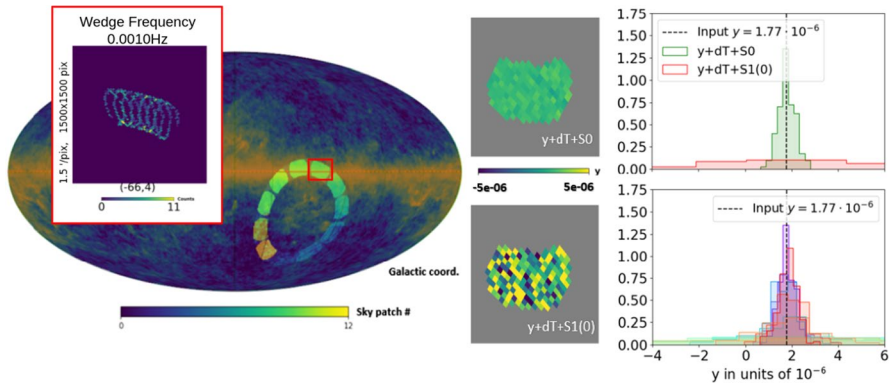 Wedge Frequency
0.0010Hz
1.5 '/pix, 1500x1500 pix
(-66,4)
Counts
0 11
Galactic coord.
Sky patch #
0 12
y+dT+S0
y
-5e-06 5e-06
y+dT+S1(0)
1.75
1.50
1.25
1.00
0.75
0.50
0.25
0.00
Input y = 1.77 · 10⁻⁶
y+dT+S0
y+dT+S1(0)
1.75
1.50
1.25
1.00
0.75
0.50
0.25
0.00
Input y = 1.77 · 10⁻⁶
−4 −2 0 2 4 6
y in units of 10⁻⁶